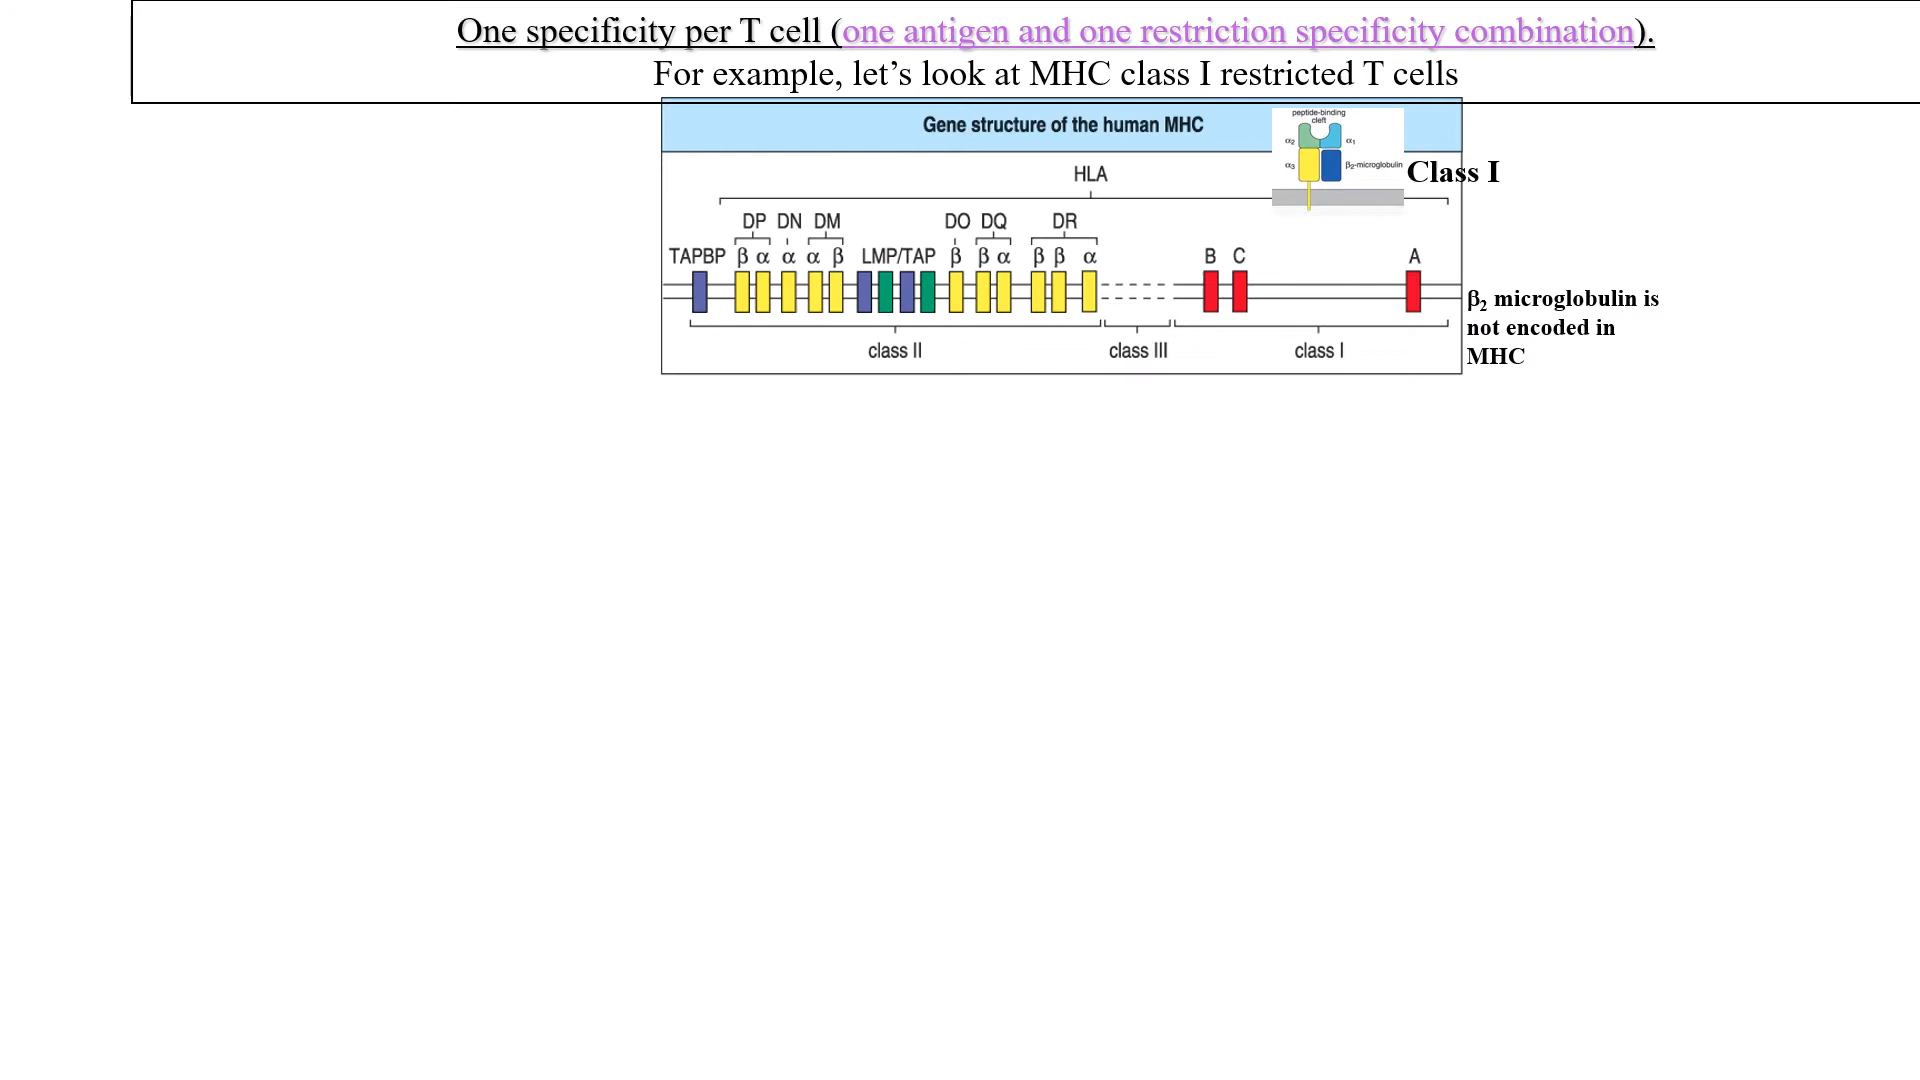 One specificity per T cell (one antigen and one restriction specificity combination).
For example, let’s look at MHC class I restricted T cells
Gene structure of the human MHC
peptide-binding
cleft
α2 α1
α3 β2-microglobulin
Class I
HLA
DP DN DM DO DQ DR
TAPBP β α α α β LMP/TAP β β α β β α B C A
class II class III class I
β2 microglobulin is
not encoded in
MHC